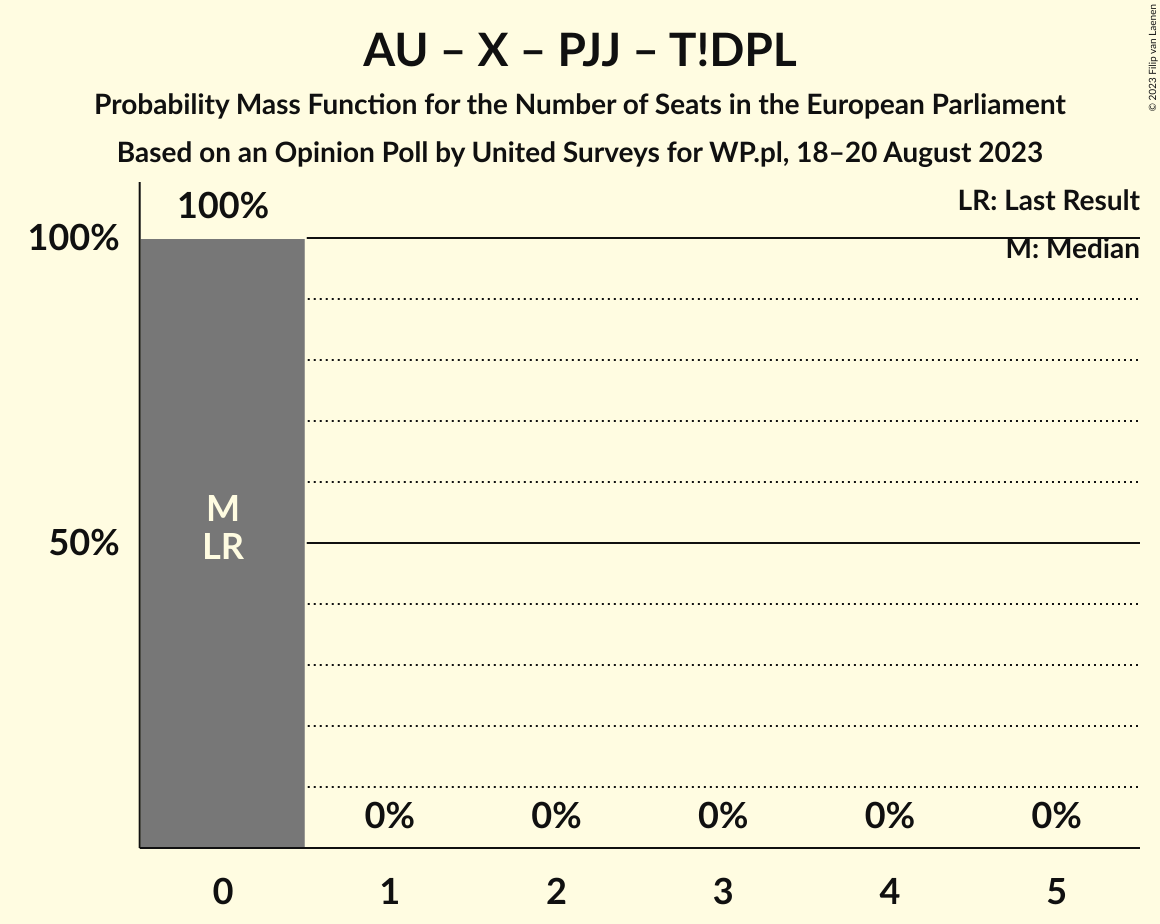 AU – X – PJJ – T!DPL
Probability Mass Function for the Number of Seats in the European Parliament
Based on an Opinion Poll by United Surveys for WP.pl, 18–20 August 2023
© 2023 Filip van Laenen
LR: Last Result
M: Median
100%
100%
50%
M
LR
0% 0% 0% 0% 0%
0 1 2 3 4 5